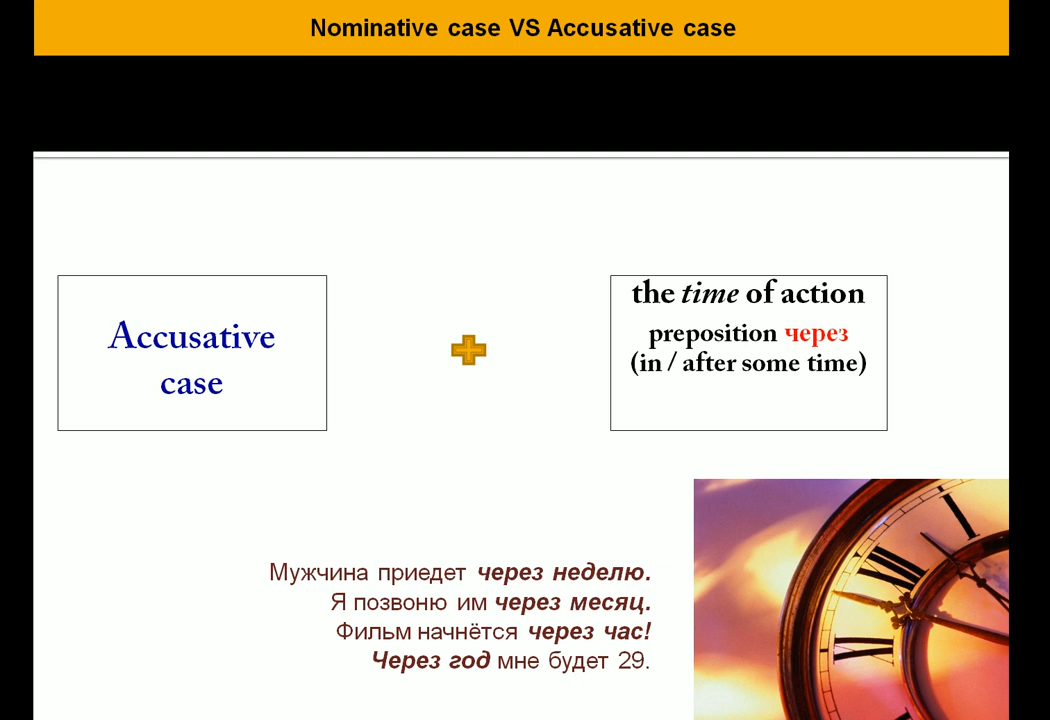 Nominative case VS Accusative case
Accusative
case
the time of action
preposition через
(in / after some time)
Мужчина приедет через неделю.
Я позвоню им через месяц.
Фильм начнётся через час!
Через год мне будет 29.